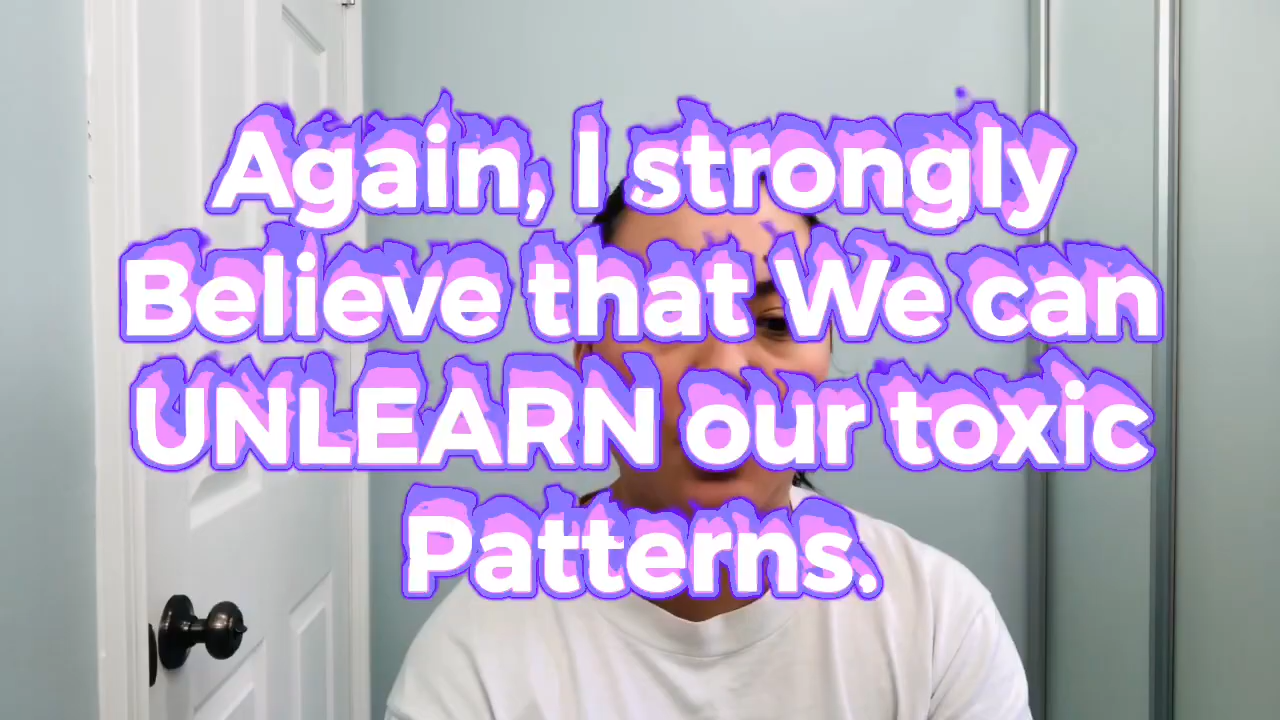 Again, I strongly
Believe that We can
UNLEARN our toxic
Patterns.